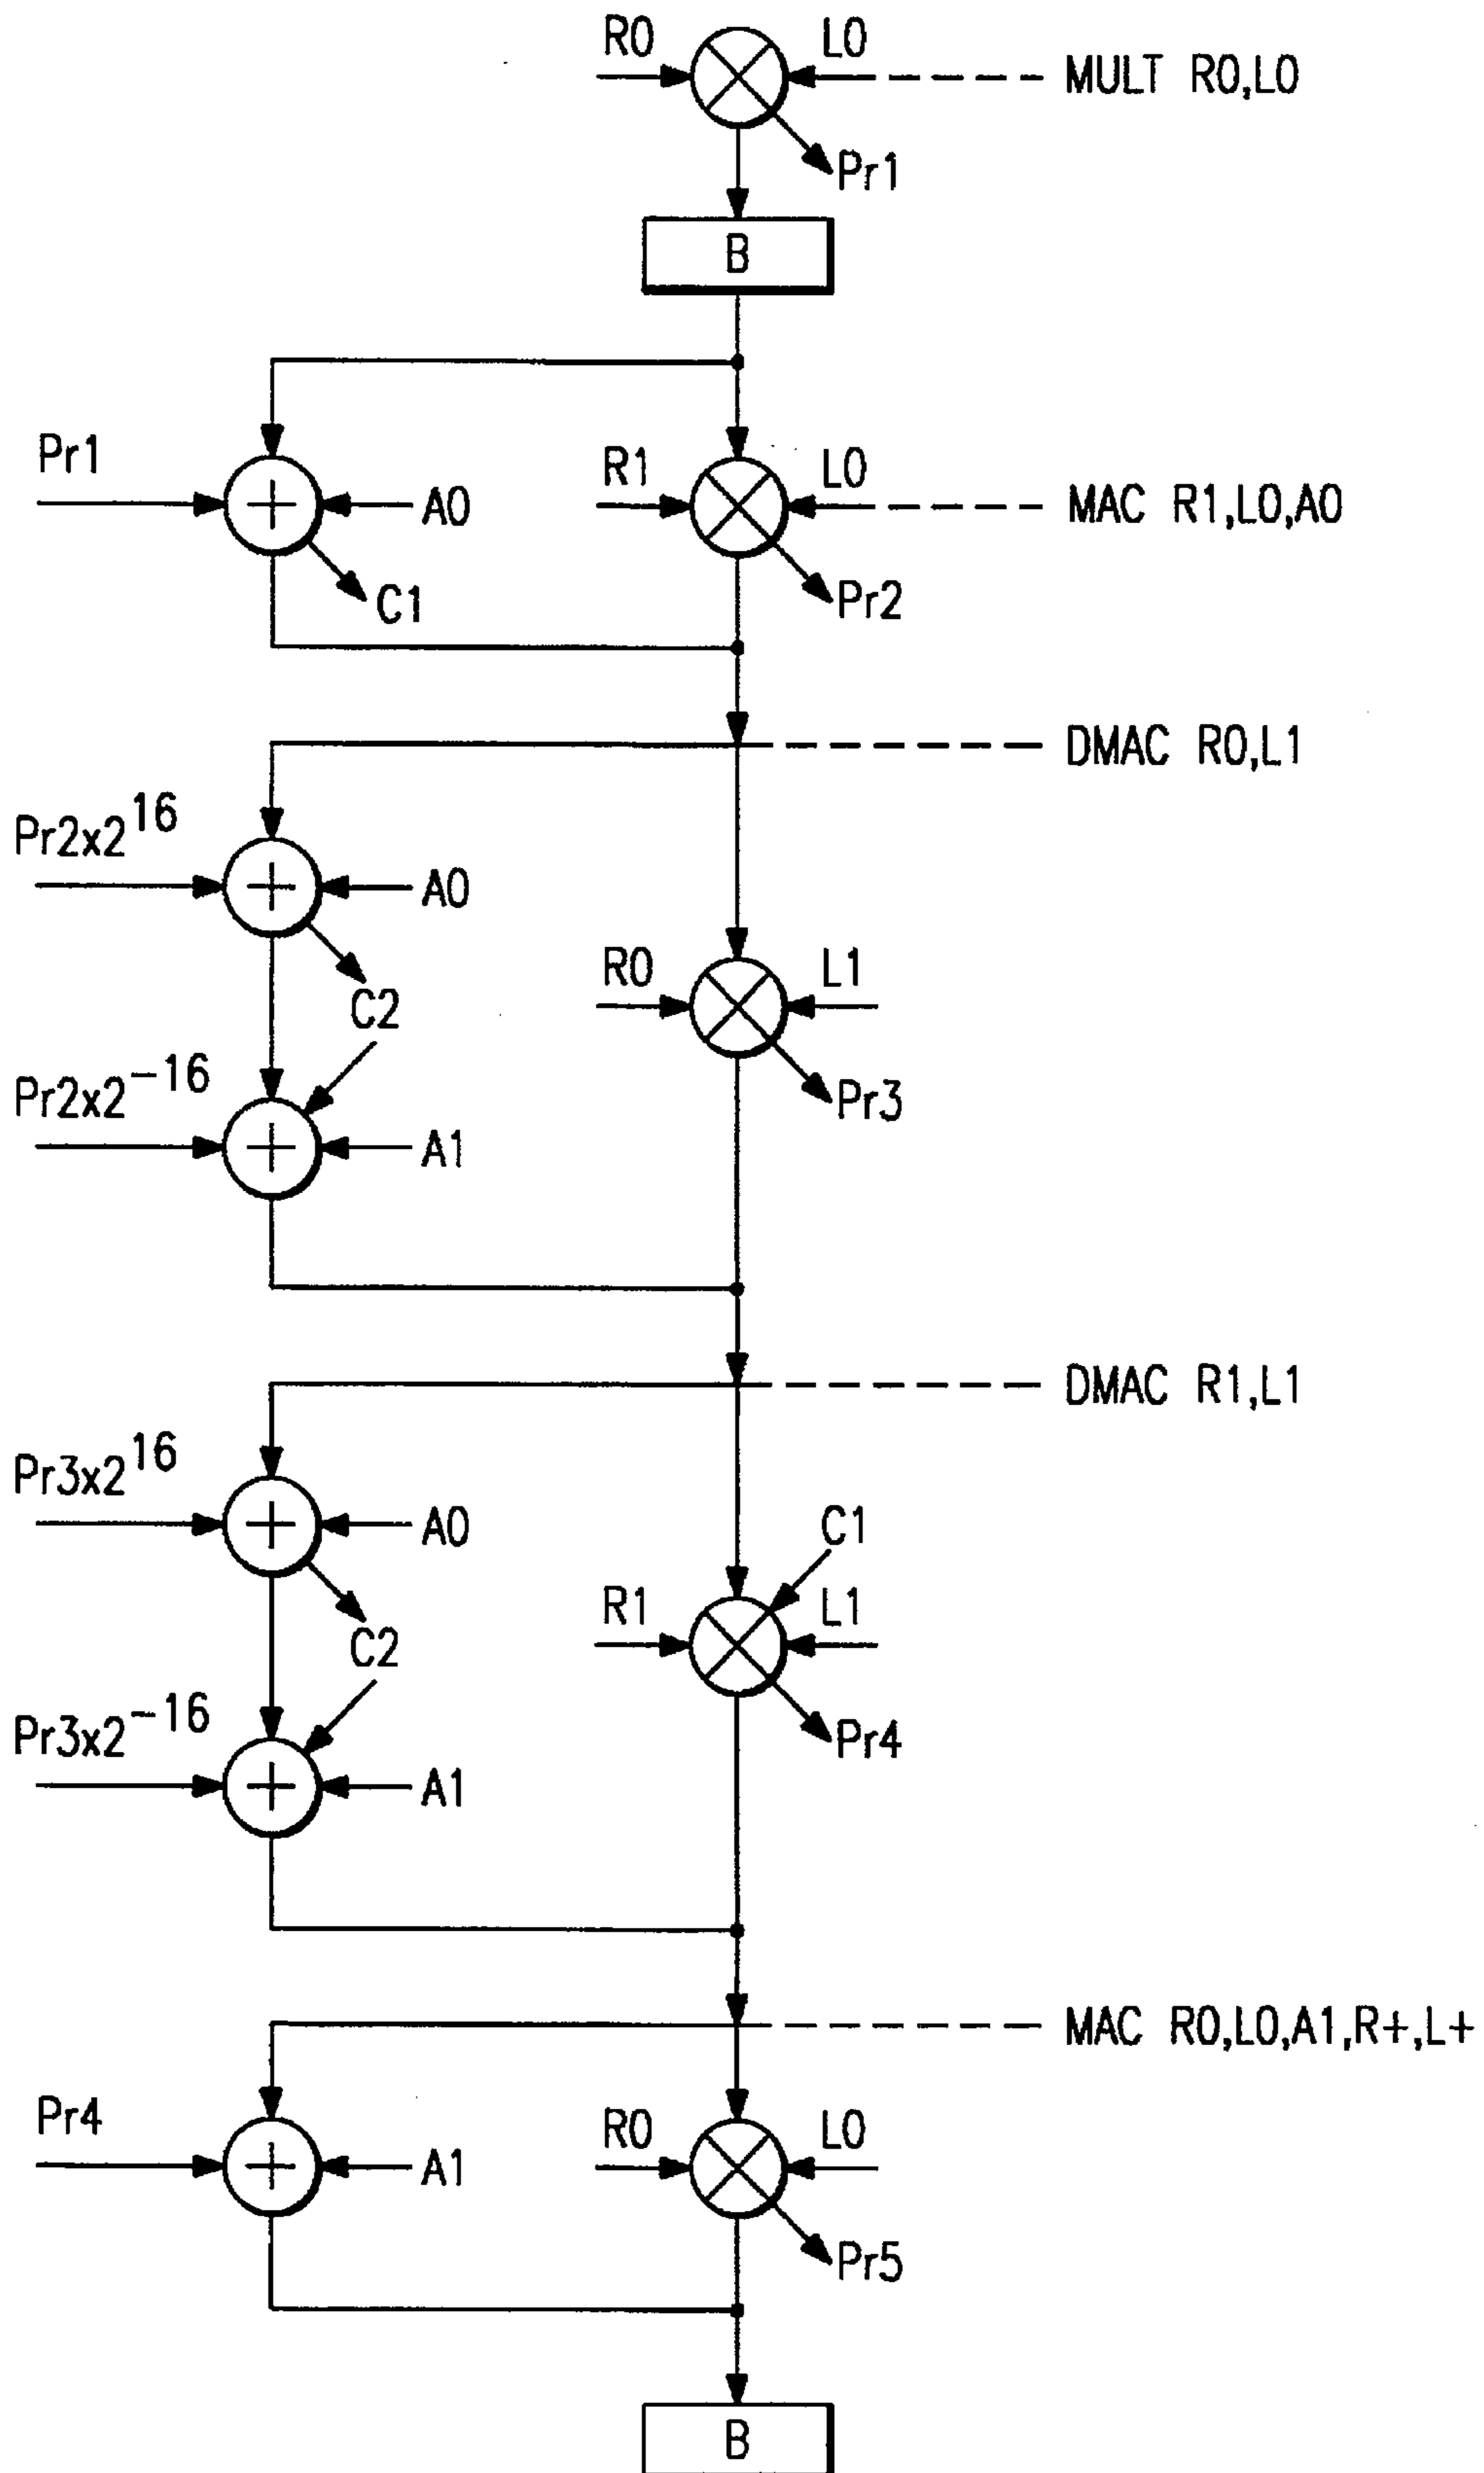 R0 L0 MULT R0,L0
Pr1
B
Pr1 A0 R1 L0 MAC R1,L0,A0
C1 Pr2
DMAC R0,L1
Pr2x2^16 A0
R0 L1
C2
Pr2x2^-16 A1 Pr3
DMAC R1,L1
Pr3x2^16 A0 C1
R1 L1
C2
Pr3x2^-16 A1 Pr4
MAC R0,L0,A1,R+,L+
Pr4 A1 R0 L0
Pr5
B